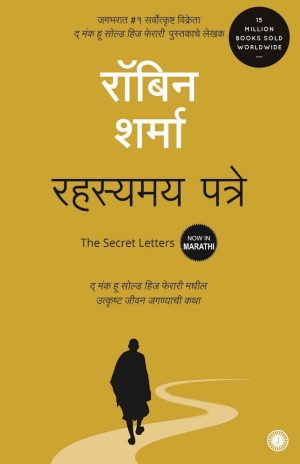 जगभरात #१ सर्वोत्कृष्ट विक्रेता
द् मंक हू सोल्ड हिज फेरारी पुस्तकाचे लेखक
15
MILLION
BOOKS SOLD
WORLDWIDE
रॉबिन
शर्मा
रहस्यमय पत्रे
The Secret Letters
NOW IN
MARATHI
द् मंक हू सोल्ड हिज फेरारी मधील
उत्कृष्ट जीवन जगण्याची कथा
J